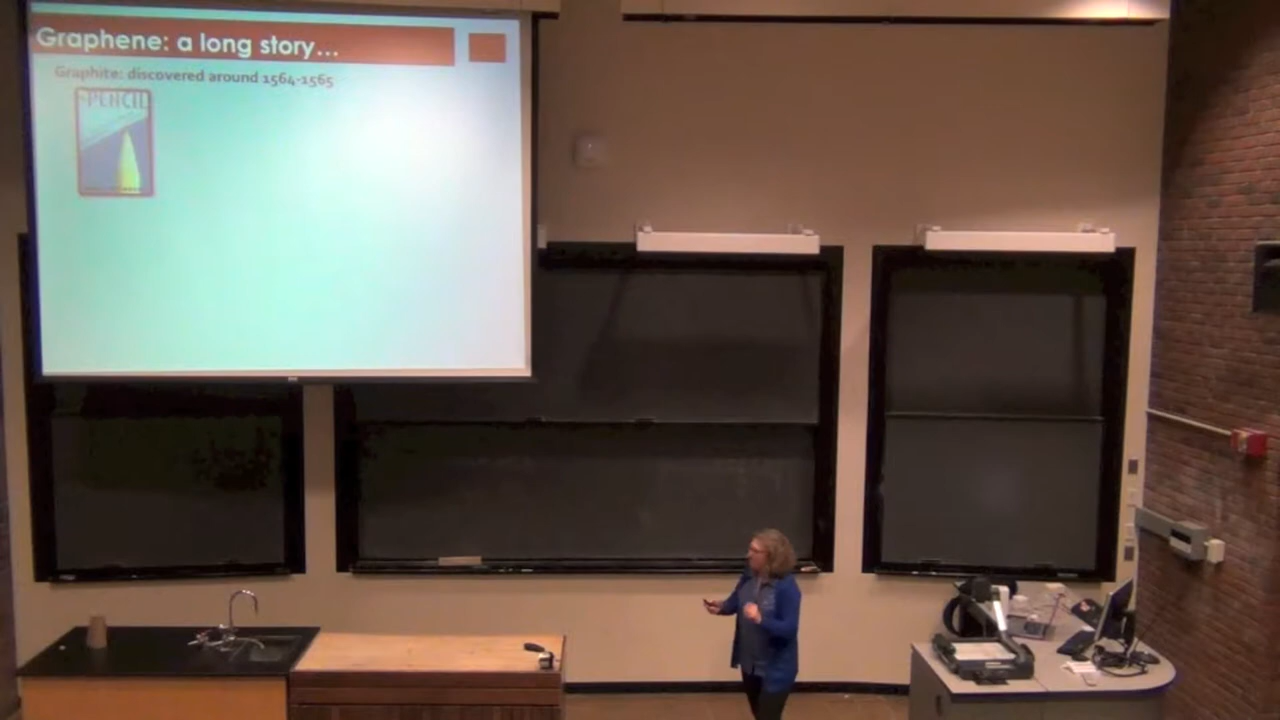 Graphene: a long story...
Graphite: discovered around 1564-1565
PENCIL